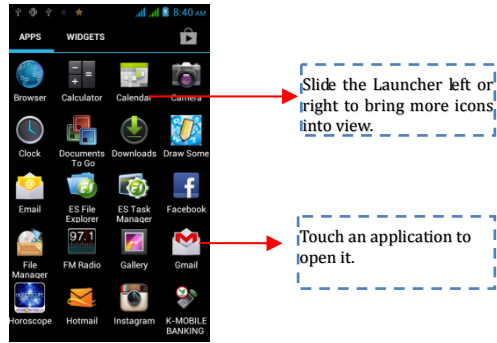 8:40 AM
APPS WIDGETS
Browser Calculator Calendar Camera
Slide the Launcher left or
right to bring more icons
into view.
Clock Documents To Go Downloads Draw Some
Email ES File Explorer ES Task Manager Facebook
97.1
File Manager FM Radio Gallery Gmail
Touch an application to
open it.
HOROSCOPE
Horoscope Hotmail Instagram K-MOBILE BANKING